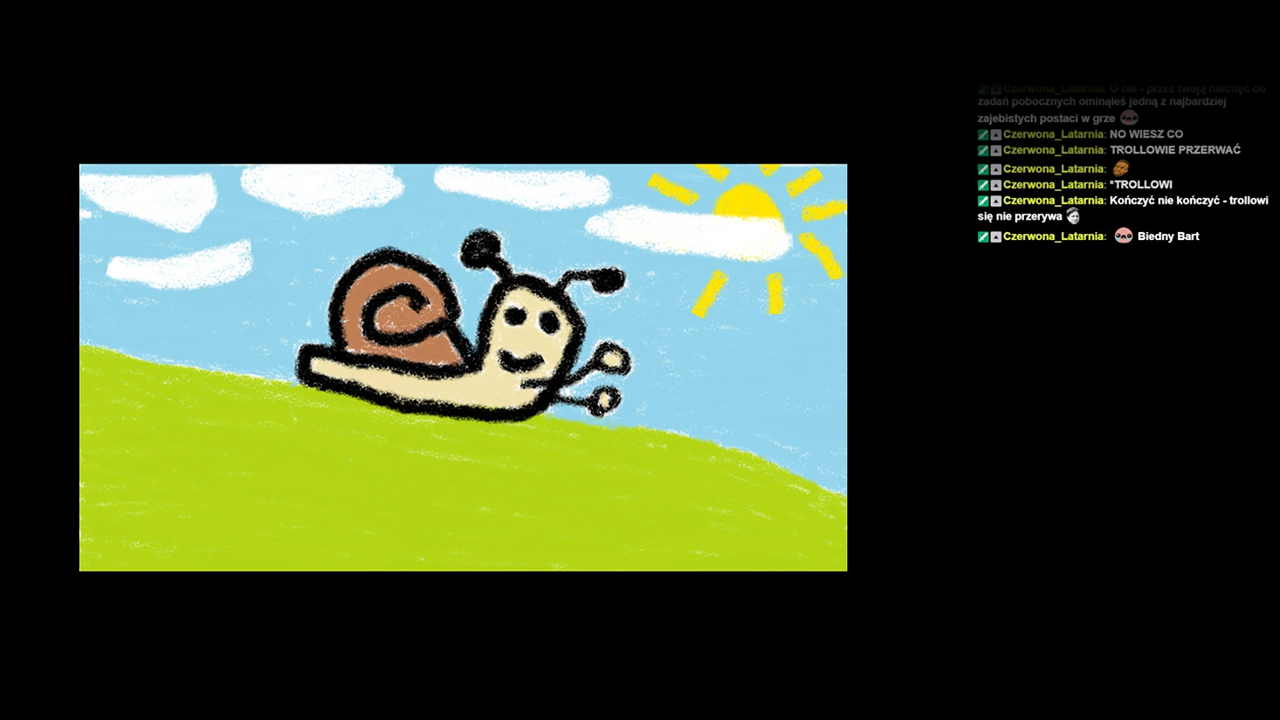 Czerwona_Latarnia: O nie - przez twoją niechęć do
zadań pobocznych ominąłeś jedną z najbardziej
zajebistych postaci w grze
Czerwona_Latarnia: NO WIESZ CO
Czerwona_Latarnia: TROLLOWIE PRZERWAĆ
Czerwona_Latarnia:
Czerwona_Latarnia: *TROLLOWI
Czerwona_Latarnia: Kończyć nie kończyć - trollowi
się nie przerywa
Czerwona_Latarnia: Biedny Bart